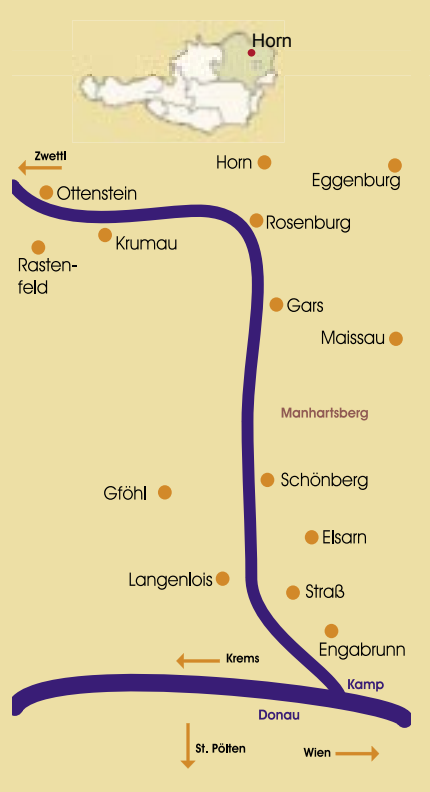 Horn
Zwettl
Horn
Eggenburg
Ottenstein
Rosenburg
Krumau
Rasten-
feld
Gars
Maissau
Manhartsberg
Schönberg
Gföhl
Elsarn
Langenlois
Straß
Engabrunn
Krems
Kamp
Donau
St. Pölten
Wien